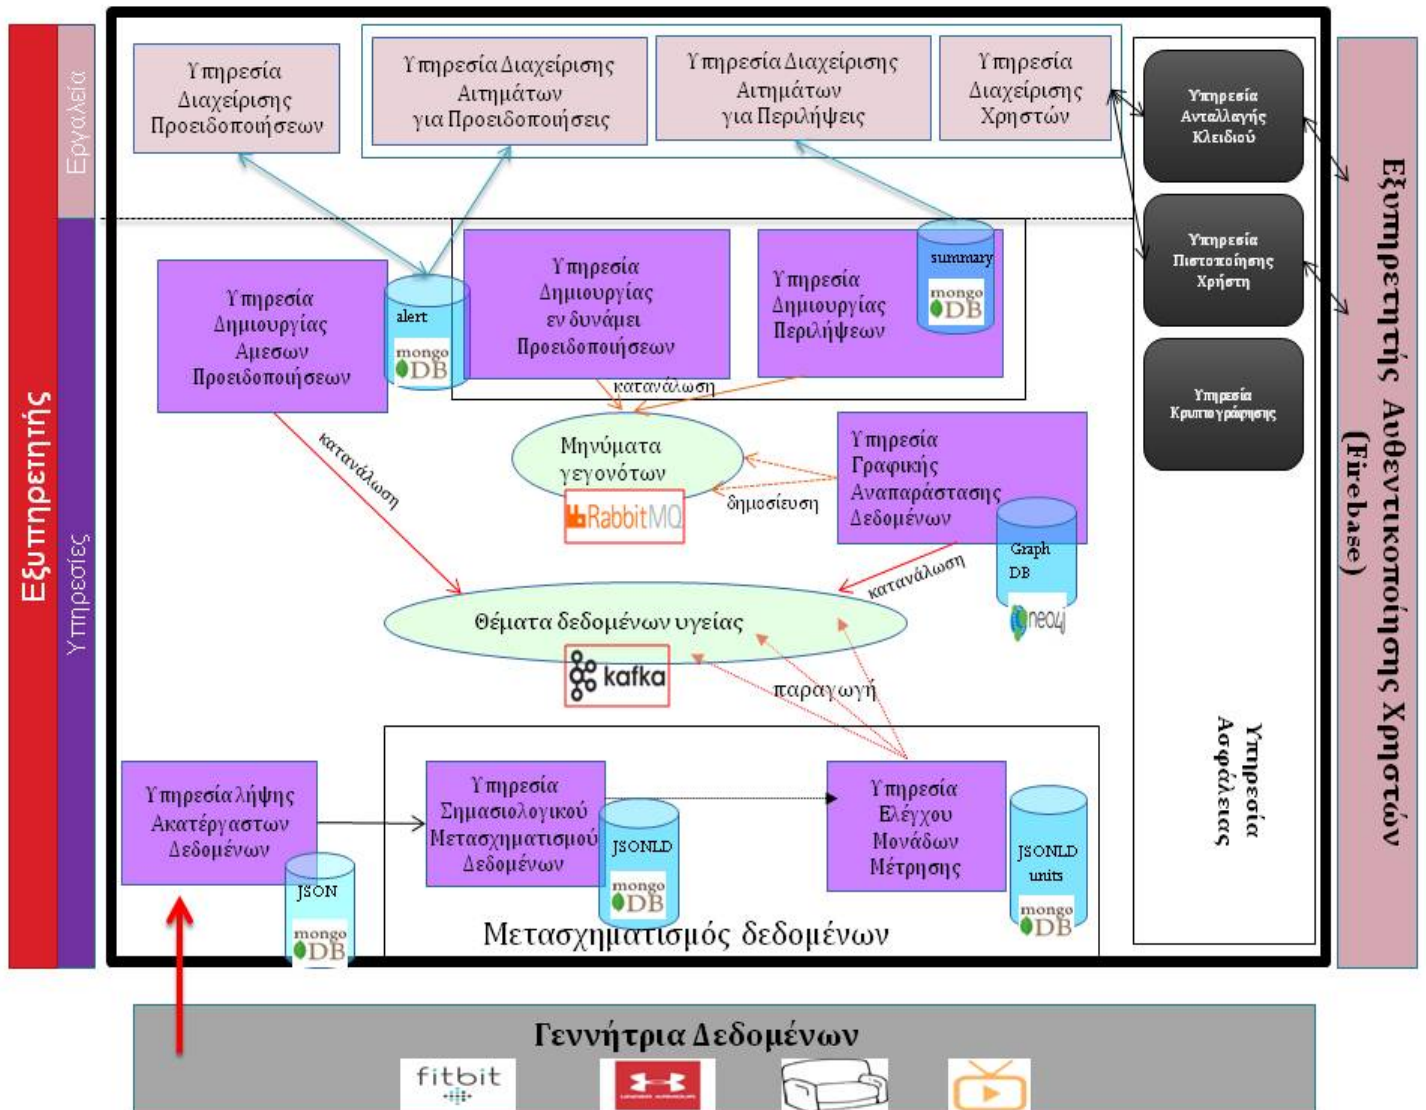 Εξυπηρετητής
Εργαλεία
Υπηρεσίες
Υπηρεσία
Διαχείρισης
Προειδοποιήσεων
Υπηρεσία Διαχείρισης
Αιτημάτων
για Προειδοποιήσεις
Υπηρεσία Διαχείρισης
Αιτημάτων
για Περιλήψεις
Υπηρεσία
Διαχείρισης
Χρηστών
Υπηρεσία
Ανταλλαγής
Κλειδιού
Υπηρεσία
Πιστοποίησης
Χρήστη
Υπηρεσία
Κρυπτογράφησης
Υπηρεσία
Ασφάλειας
Εξυπηρετητής Αυθεντικοποίησης Χρηστών
(Firebase)
Υπηρεσία
Δημιουργίας
Αμεσων
Προειδοποιήσεων
alert
mongo
DB
Υπηρεσία
Δημιουργίας
εν δυνάμει
Προειδοποιήσεων
Υπηρεσία
Δημιουργίας
Περιλήψεων
summary
mongo
DB
κατανάλωση
κατανάλωση
Μηνύματα
γεγονότων
RabbitMQ
δημοσίευση
Υπηρεσία
Γραφικής
Αναπαράστασης
Δεδομένων
Graph
DB
neo4j
κατανάλωση
Θέματα δεδομένων υγείας
kafka
παραγωγή
Υπηρεσία λήψης
Ακατέργαστων
Δεδομένων
JSON
mongo
DB
Υπηρεσία
Σημασιολογικού
Μετασχηματισμού
Δεδομένων
JSONLD
mongo
DB
Υπηρεσία
Ελέγχου
Μονάδων
Μέτρησης
JSONLD
units
mongo
DB
Μετασχηματισμός δεδομένων
Γεννήτρια Δεδομένων
fitbit
UNDER ARMOUR